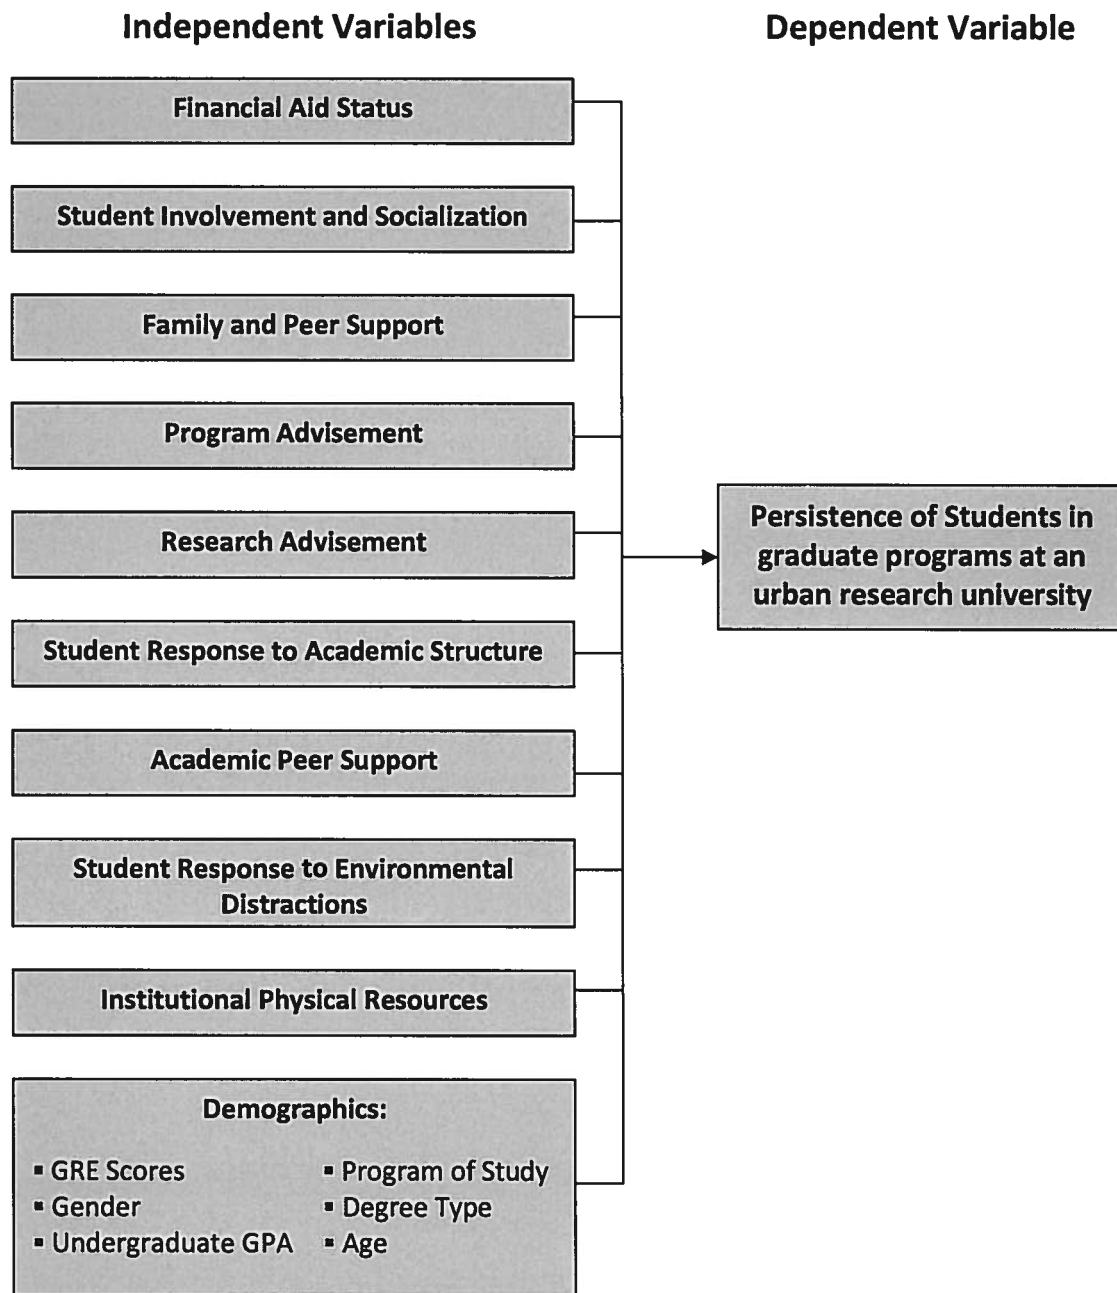 Independent Variables
Dependent Variable
Financial Aid Status
Student Involvement and Socialization
Family and Peer Support
Program Advisement
Research Advisement
Student Response to Academic Structure
Academic Peer Support
Student Response to Environmental
Distractions
Institutional Physical Resources
Demographics:
▪ GRE Scores
▪ Gender
▪ Undergraduate GPA
▪ Program of Study
▪ Degree Type
▪ Age
Persistence of Students in
graduate programs at an
urban research university